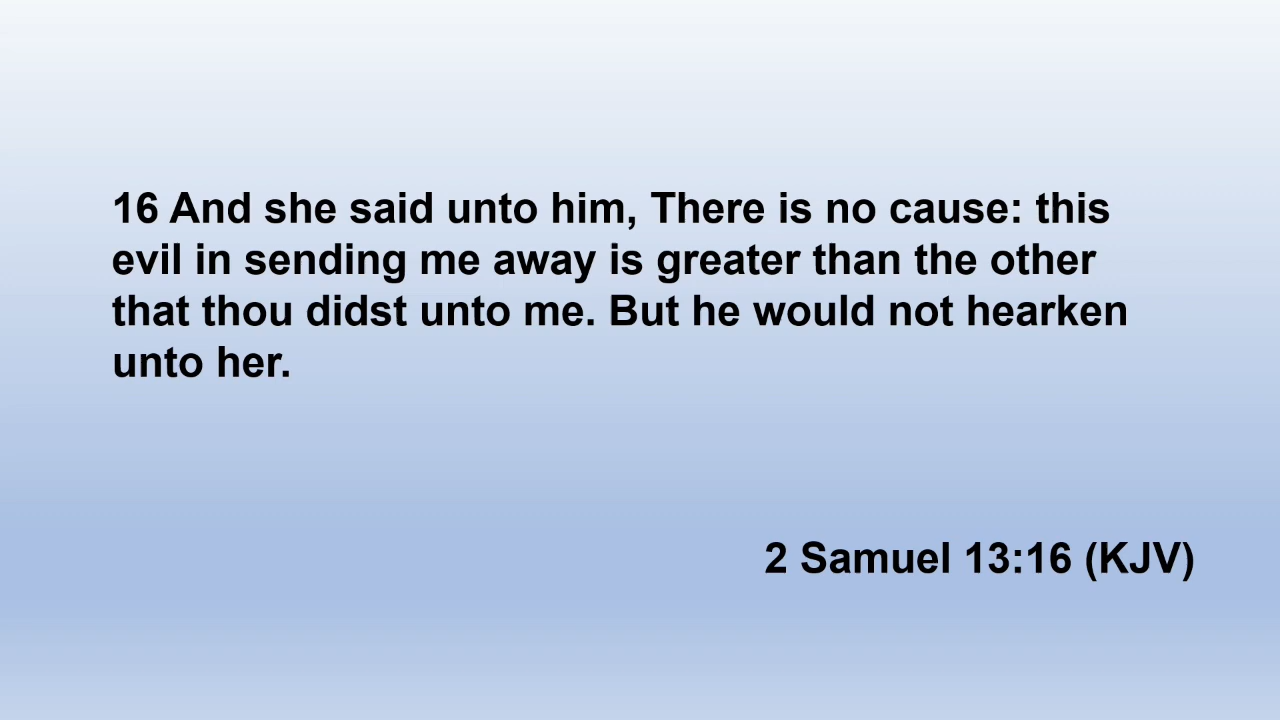 16 And she said unto him, There is no cause: this
evil in sending me away is greater than the other
that thou didst unto me. But he would not hearken
unto her.
2 Samuel 13:16 (KJV)